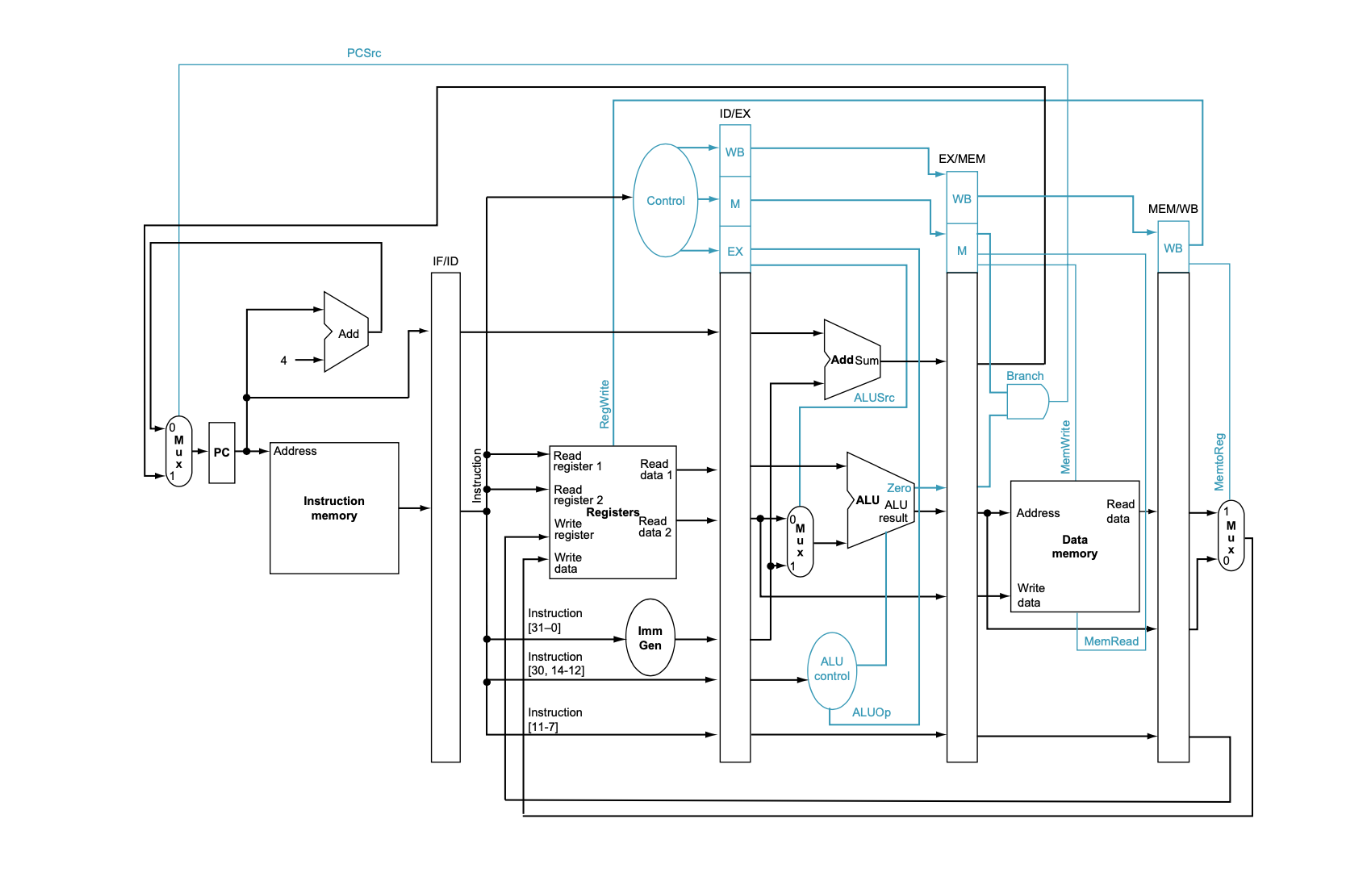 PCSrc
ID/EX
WB
EX/MEM
Control
M
WB
MEM/WB
EX
M
WB
IF/ID
Add
4
Add Sum
Branch
ALUSrc
RegWrite
MemWrite
MemtoReg
0
M
u
x
1
PC
Address
Instruction
memory
Instruction
Read
register 1
Read
data 1
Read
register 2
Registers
Write
register
Read
data 2
Write
data
0
M
u
x
1
Zero
ALU
ALU
result
Address
Read
data
Data
memory
Write
data
1
M
u
x
0
Instruction
[31–0]
Imm
Gen
MemRead
Instruction
[30, 14-12]
ALU
control
Instruction
[11-7]
ALUOp